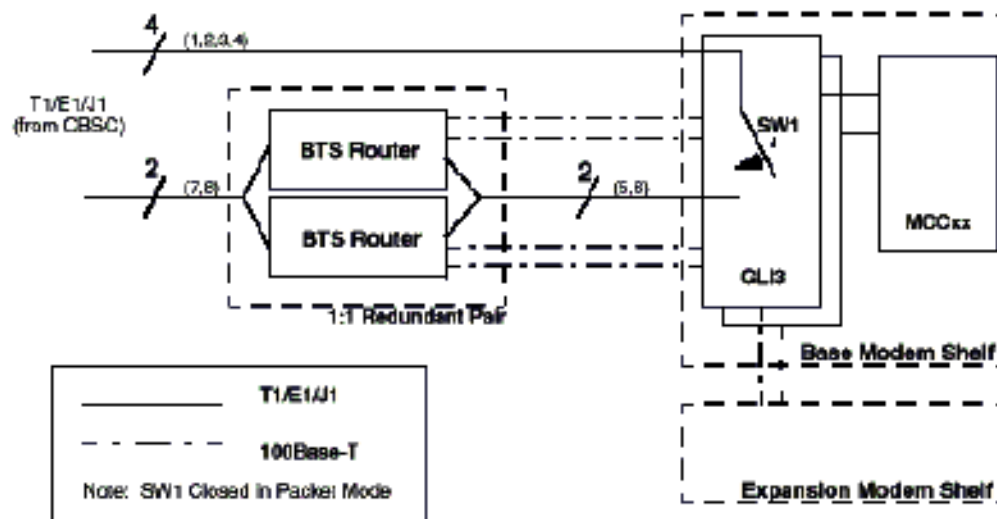 4
(1,2,3,4)
T1/E1/J1
(from CBSC)
SW1
BTS Router
2
(7,8)
2
(5,6)
BTS Router
MCCxx
GLI3
1:1 Redundant Pair
Base Modem Shelf
T1/E1/J1
100Base-T
Note: SW1 Closed in Packet Mode
Expansion Modem Shelf